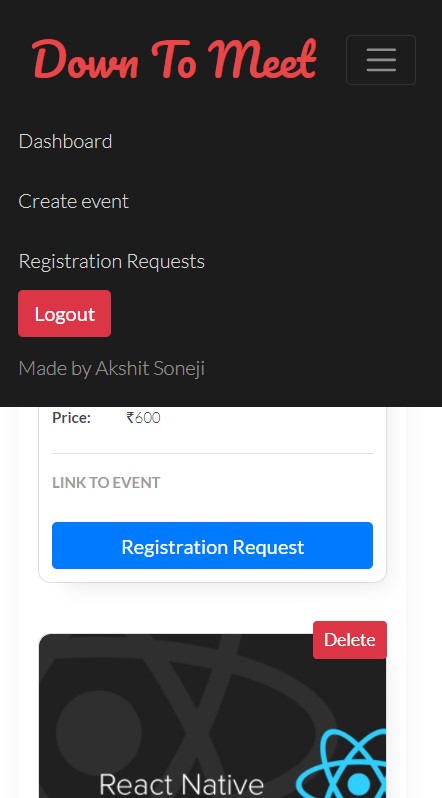 Down To Meet
Dashboard
Create event
Registration Requests
Logout
Made by Akshit Soneji
Price: ₹600
LINK TO EVENT
Registration Request
Delete
React Native